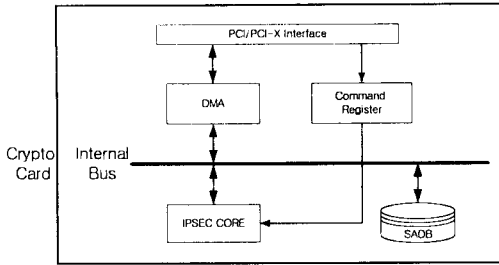 PCI/PCI-X Interface
DMA
Command
Register
Crypto
Card
Internal
Bus
IPSEC CORE
SADB